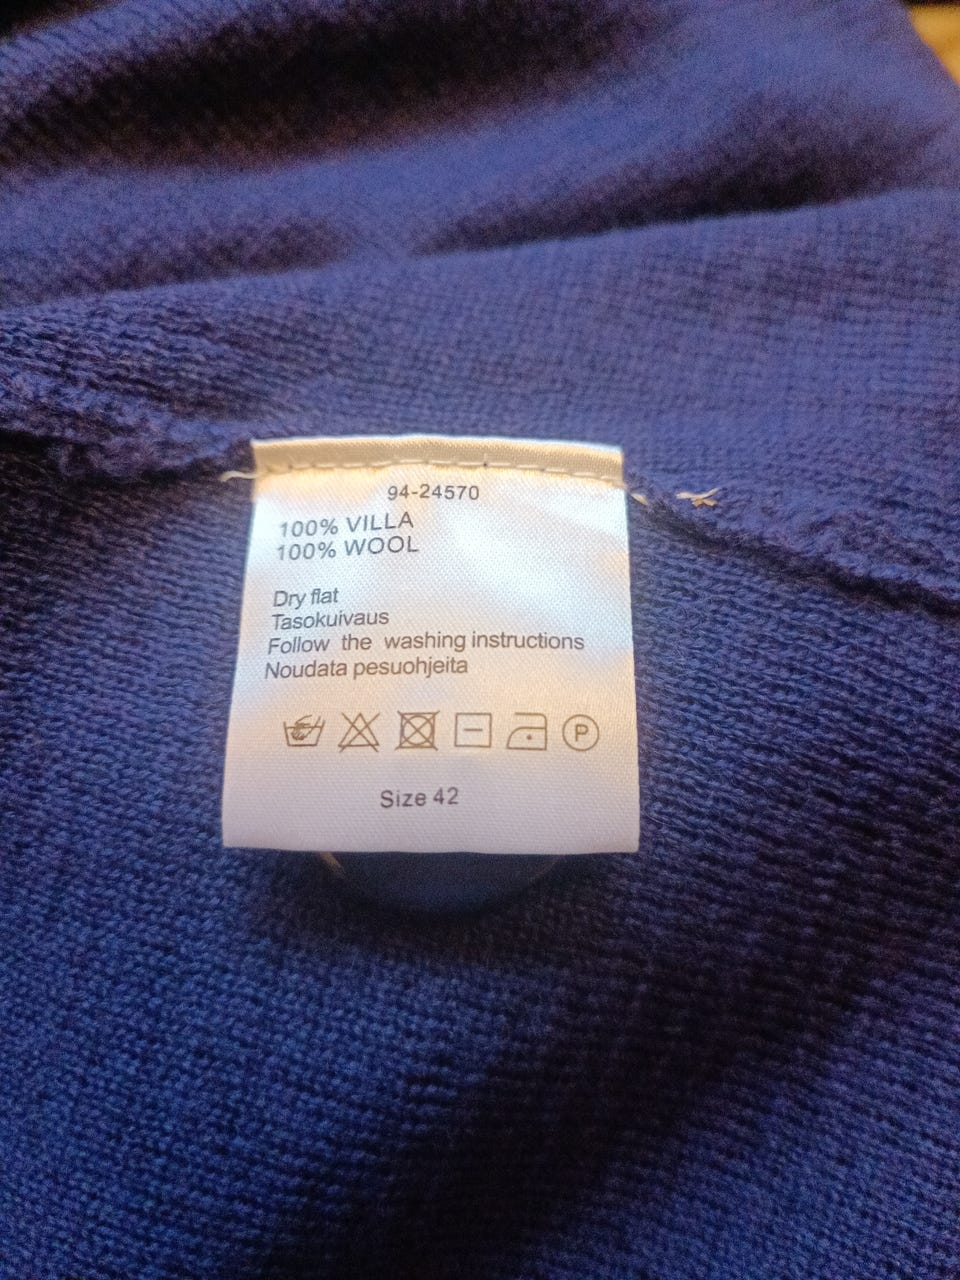 94-24570
100% VILLA
100% WOOL
Dry flat
Tasokuivaus
Follow the washing instructions
Noudata pesuohjeita
P
Size 42